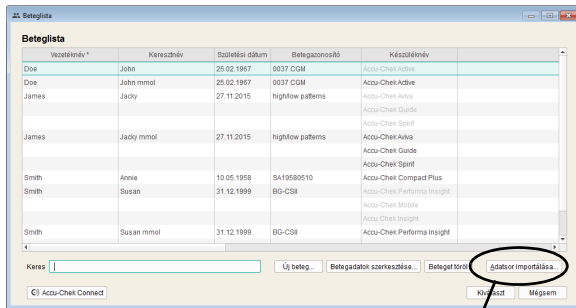 Beteglista
Beteglista
Vezetéknév * Keresztnév Születési dátum Betegazonosító Készüléknév
Doe John 25.02.1967 0037 CGM Accu-Chek Active
Doe John mmol 25.02.1967 0037 CGM Accu-Chek Active
James Jacky 27.11.2015 high/low patterns Accu-Chek Aviva
Accu-Chek Guide
Accu-Chek Spirit
James Jacky mmol 27.11.2015 high/low patterns Accu-Chek Aviva
Accu-Chek Guide
Accu-Chek Spirit
Smith Annie 10.05.1958 SA19580510 Accu-Chek Compact Plus
Smith Susan 31.12.1999 BG-CSII Accu-Chek Performa Insight
Accu-Chek Mobile
Accu Chek Insight
Smith Susan mmol 31.12.1999 BG-CSII Accu-Chek Performa Insight
Keres Új beteg... Betegadatok szerkesztése... Beteget töröl Adatsor importálása...
Accu-Chek Connect Kiválaszt Mégsem